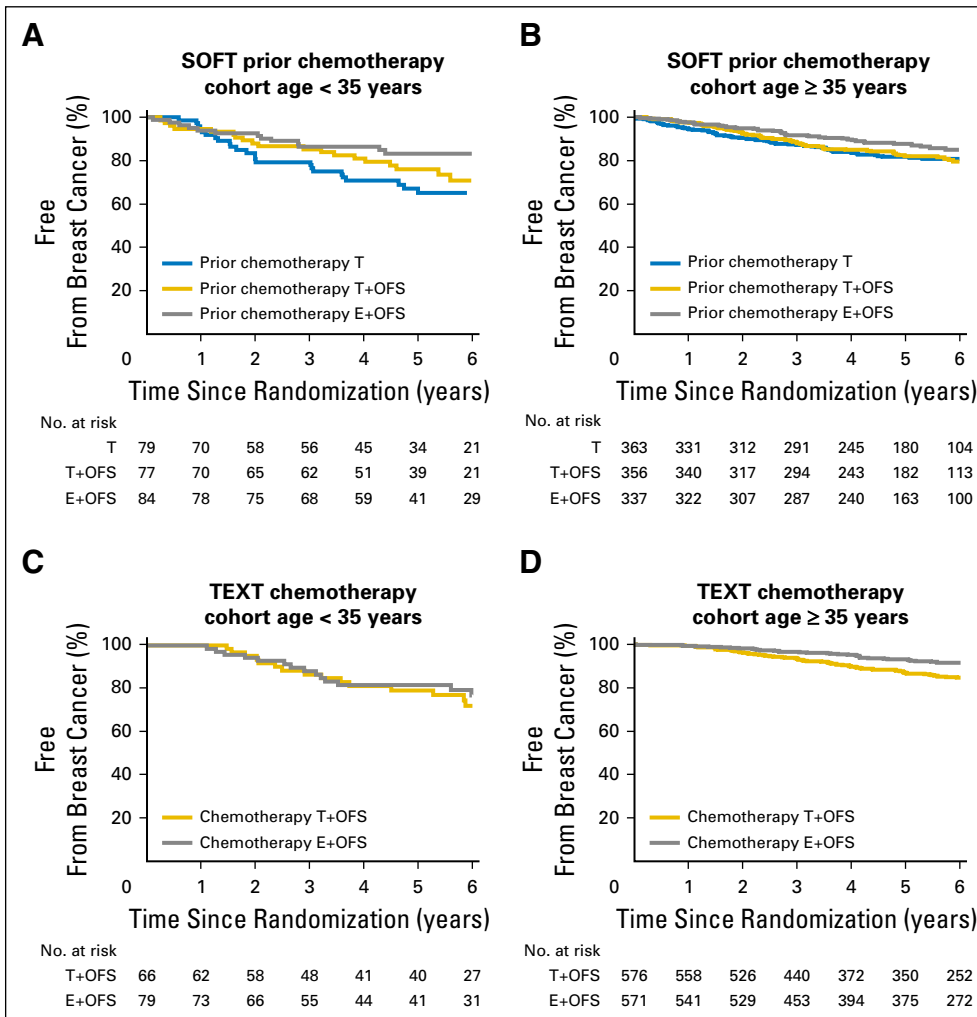 A
SOFT prior chemotherapy
cohort age < 35 years
Free
From Breast Cancer (%)
100
80
60
40
20
Prior chemotherapy T
Prior chemotherapy T+OFS
Prior chemotherapy E+OFS
0 1 2 3 4 5 6
Time Since Randomization (years)
No. at risk
T 79 70 58 56 45 34 21
T+OFS 77 70 65 62 51 39 21
E+OFS 84 78 75 68 59 41 29
B
SOFT prior chemotherapy
cohort age ≥ 35 years
Free
From Breast Cancer (%)
100
80
60
40
20
Prior chemotherapy T
Prior chemotherapy T+OFS
Prior chemotherapy E+OFS
0 1 2 3 4 5 6
Time Since Randomization (years)
No. at risk
T 363 331 312 291 245 180 104
T+OFS 356 340 317 294 243 182 113
E+OFS 337 322 307 287 240 163 100
C
TEXT chemotherapy
cohort age < 35 years
Free
From Breast Cancer (%)
100
80
60
40
20
Chemotherapy T+OFS
Chemotherapy E+OFS
0 1 2 3 4 5 6
Time Since Randomization (years)
No. at risk
T+OFS 66 62 58 48 41 40 27
E+OFS 79 73 66 55 44 41 31
D
TEXT chemotherapy
cohort age ≥ 35 years
Free
From Breast Cancer (%)
100
80
60
40
20
Chemotherapy T+OFS
Chemotherapy E+OFS
0 1 2 3 4 5 6
Time Since Randomization (years)
No. at risk
T+OFS 576 558 526 440 372 350 252
E+OFS 571 541 529 453 394 375 272